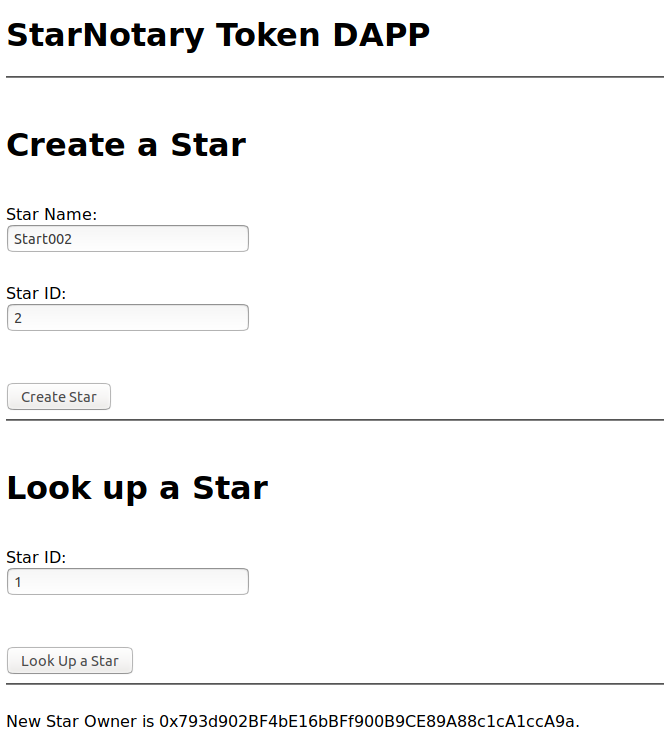 StarNotary Token DAPP
Create a Star
Star Name:
Start002
Star ID:
2
Create Star
Look up a Star
Star ID:
1
Look Up a Star
New Star Owner is 0x793d902BF4bE16bBFf900B9CE89A88c1cA1ccA9a.